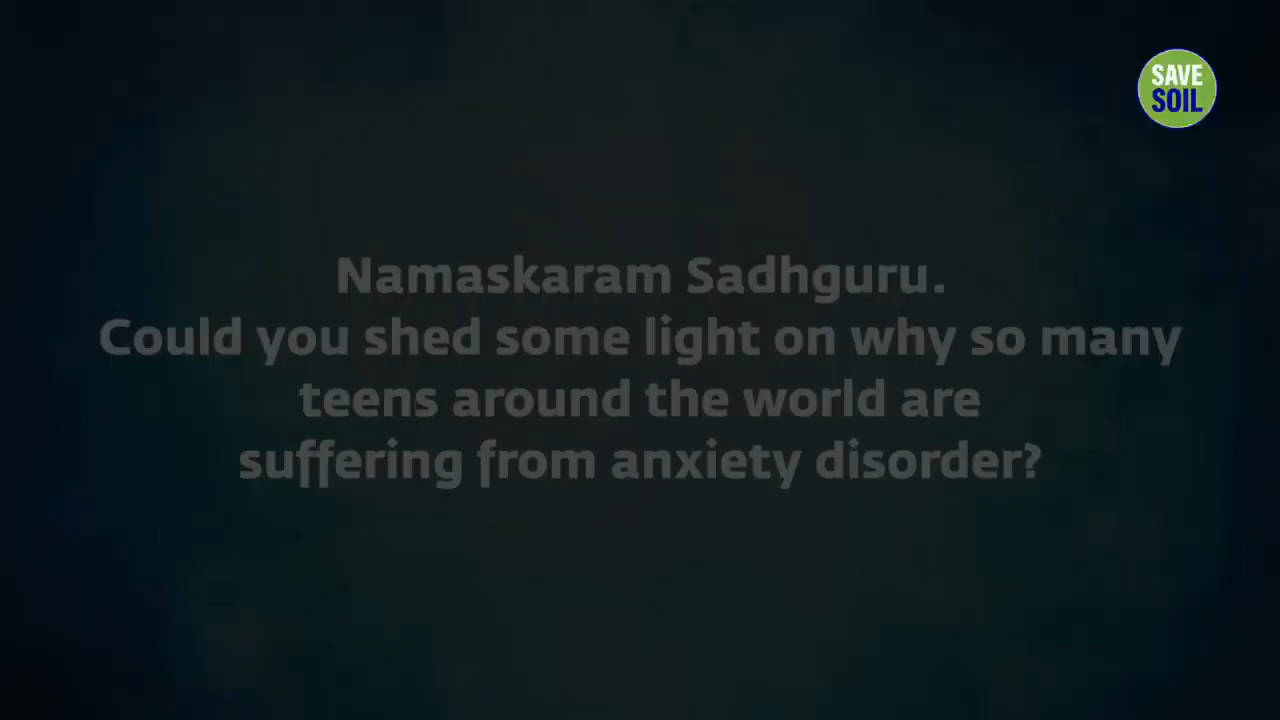 SAVE
SOIL
Namaskaram Sadhguru.
Could you shed some light on why so many
teens around the world are
suffering from anxiety disorder?